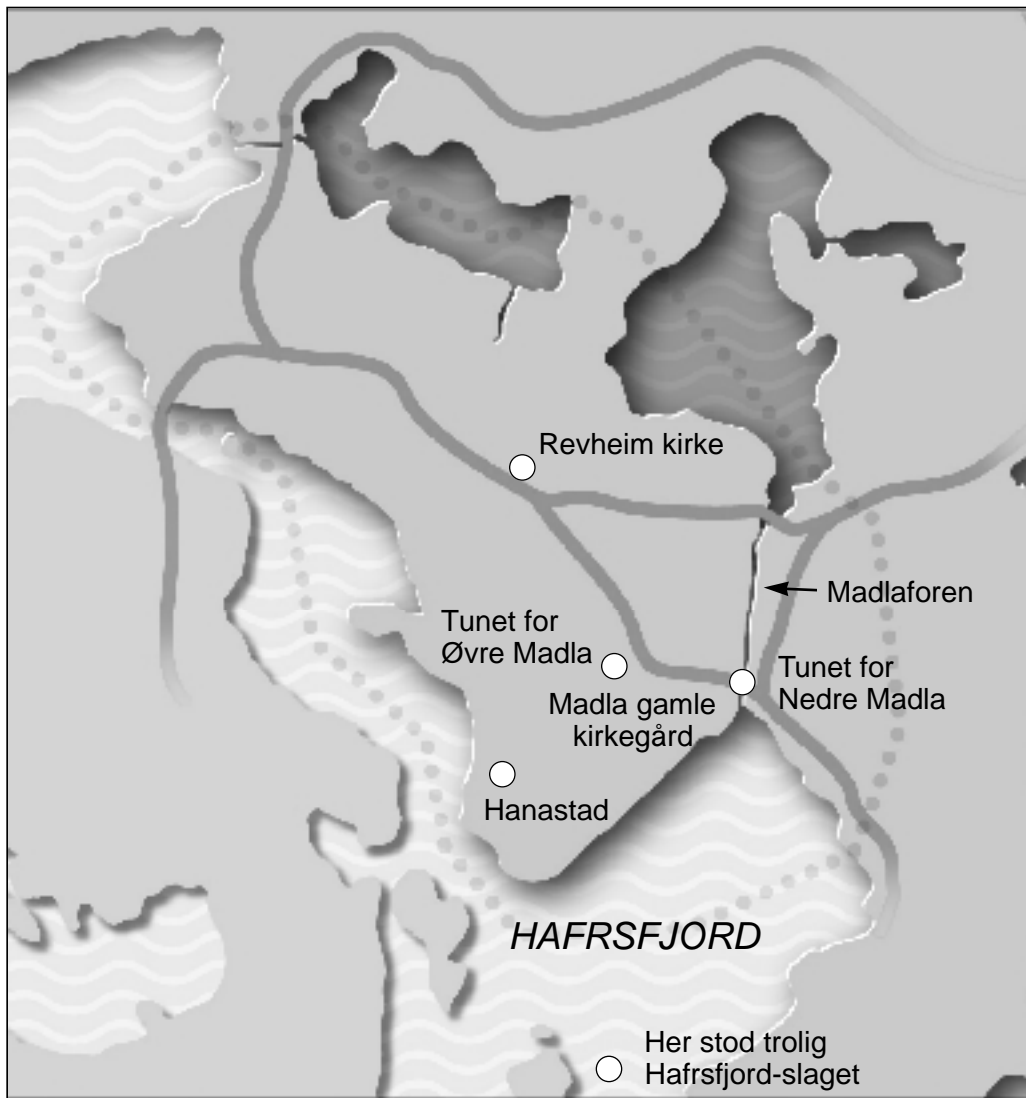 Revheim kirke
Madlaforen
Tunet for
Øvre Madla
Tunet for
Nedre Madla
Madla gamle
kirkegård
Hanastad
HAFRSFJORD
Her stod trolig
Hafrsfjord-slaget